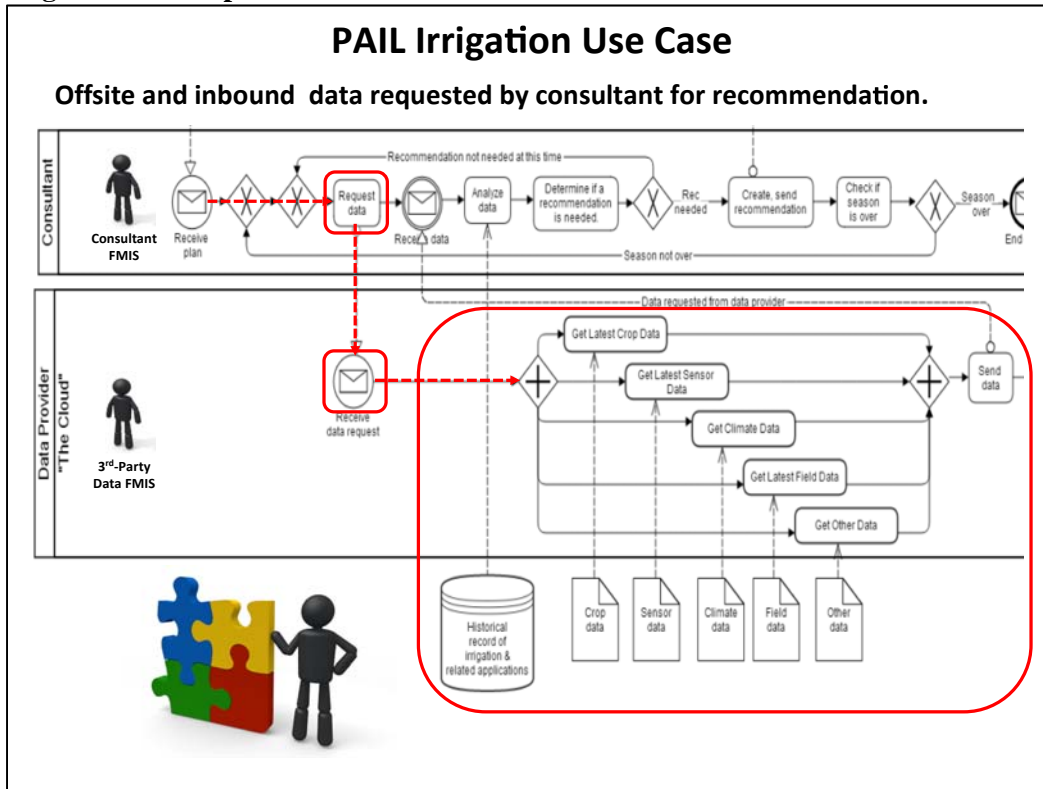 PAIL Irrigation Use Case
Offsite and inbound data requested by consultant for recommendation.
Consultant
Consultant
FMIS
Receive
plan
Recommendation not needed at this time
Request
data
Receive data
Analyze
data
Determine if a
recommendation
is needed.
Rec
needed
Create, send
recommendation
Check if
season
is over
Season
over
End
Season not over
Data Provider
"The Cloud"
3rd-Party
Data FMIS
Data requested from data provider
Receive
data request
Get Latest Crop Data
Get Latest Sensor
Data
Get Climate Data
Get Latest Field Data
Get Other Data
Send
data
Historical
record of
irrigation &
related applications
Crop
data
Sensor
data
Climate
data
Field
data
Other
data